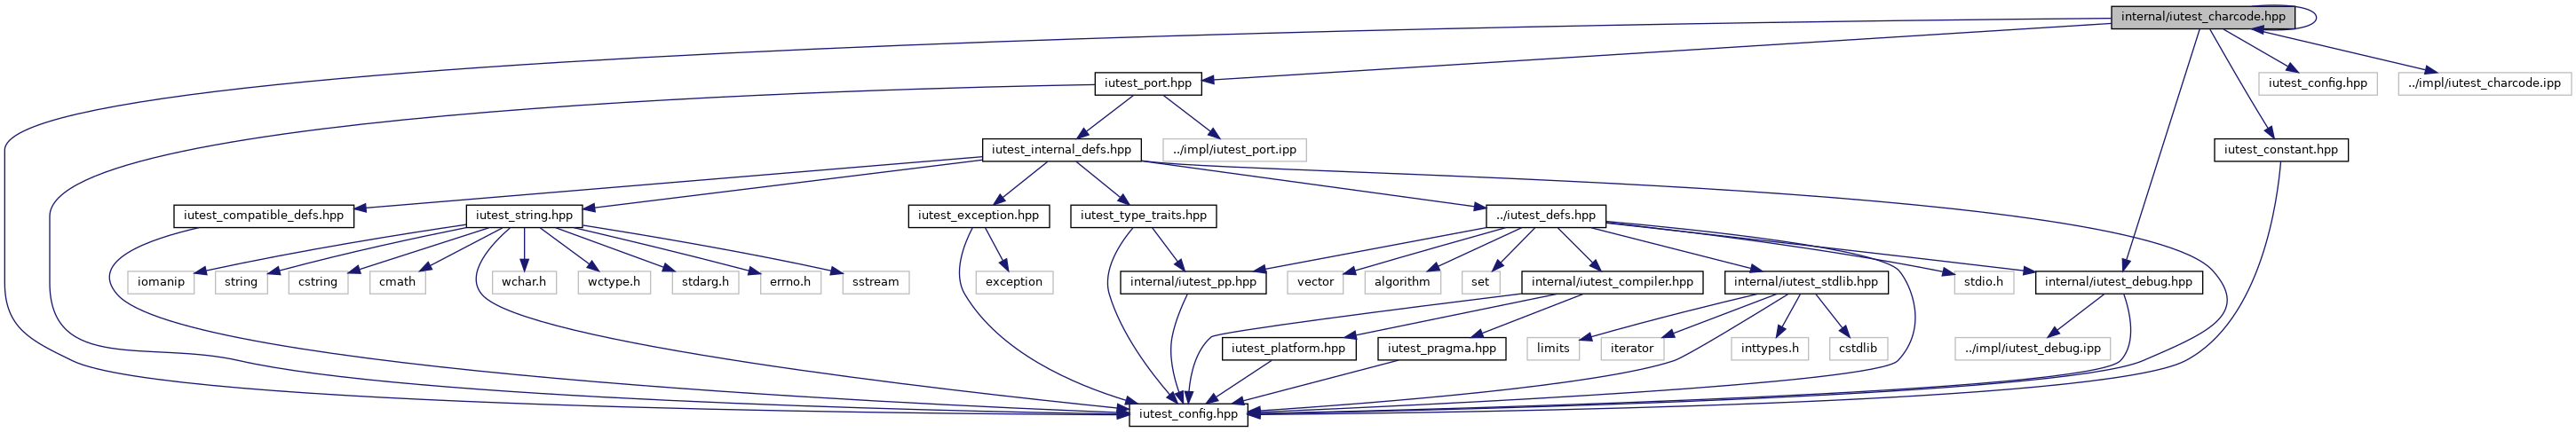 internal/iutest_charcode.hpp
iutest_port.hpp
iutest_config.hpp
../impl/iutest_charcode.ipp
iutest_internal_defs.hpp
../impl/iutest_port.ipp
iutest_constant.hpp
iutest_compatible_defs.hpp
iutest_string.hpp
iutest_exception.hpp
iutest_type_traits.hpp
../iutest_defs.hpp
iomanip
string
cstring
cmath
wchar.h
wctype.h
stdarg.h
errno.h
sstream
exception
internal/iutest_pp.hpp
vector
algorithm
set
internal/iutest_compiler.hpp
internal/iutest_stdlib.hpp
stdio.h
internal/iutest_debug.hpp
iutest_platform.hpp
iutest_pragma.hpp
limits
iterator
inttypes.h
cstdlib
../impl/iutest_debug.ipp
iutest_config.hpp